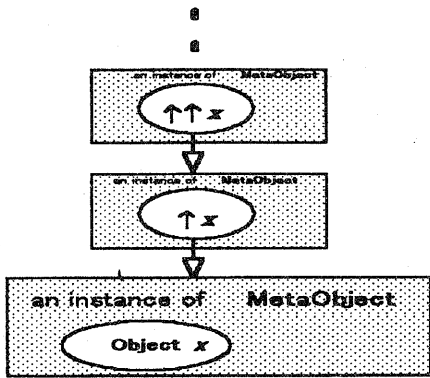 an instance of MetaObject
↑↑ x
an instance of MetaObject
↑ x
an instance of MetaObject
Object x